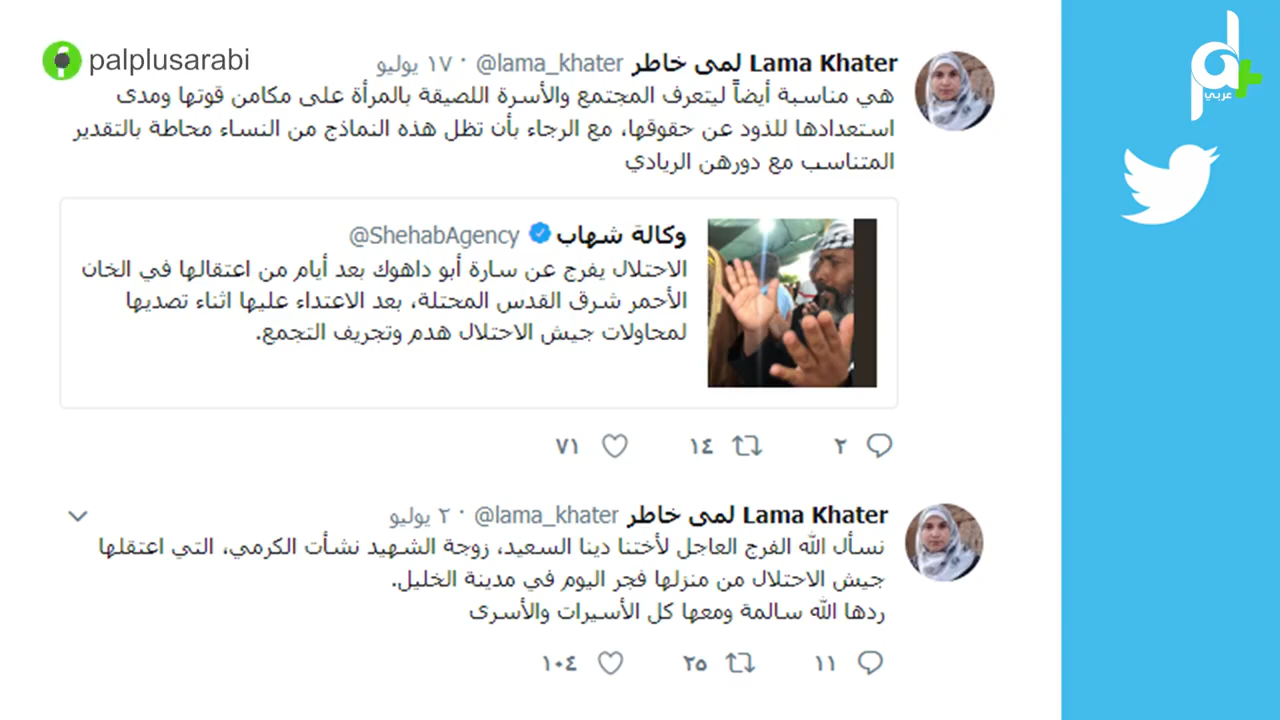 palplusarabi
عربي
Lama Khater لمى خاطر @lama_khater · ١٧ يوليو
هي مناسبة أيضاً ليتعرف المجتمع والأسرة اللصيقة بالمرأة على مكامن قوتها ومدى
استعدادها للذود عن حقوقها، مع الرجاء بأن تظل هذه النماذج من النساء محاطة بالتقدير
المتناسب مع دورهن الريادي
وكالة شهاب @ShehabAgency
الاحتلال يفرج عن سارة أبو داهوك بعد أيام من اعتقالها في الخان
الأحمر شرق القدس المحتلة، بعد الاعتداء عليها اثناء تصديها
لمحاولات جيش الاحتلال هدم وتجريف التجمع.
٢ ١٤ ٧١
Lama Khater لمى خاطر @lama_khater · ٢ يوليو
نسأل الله الفرج العاجل لأختنا دينا السعيد، زوجة الشهيد نشأت الكرمي، التي اعتقلها
جيش الاحتلال من منزلها فجر اليوم في مدينة الخليل.
ردها الله سالمة ومعها كل الأسيرات والأسرى
١١ ٢٥ ١٠٤